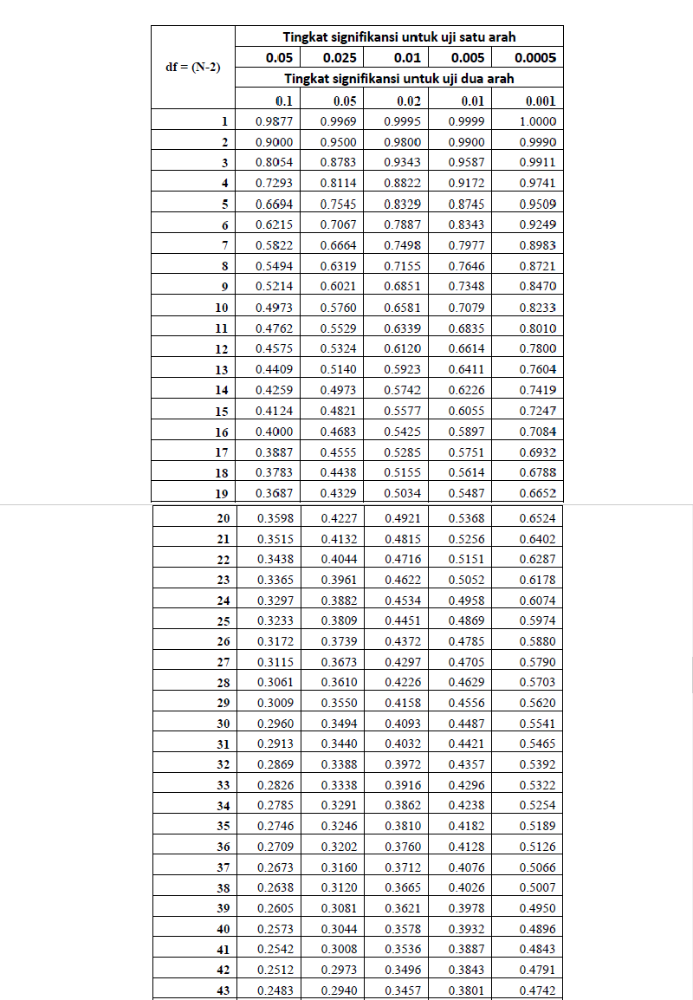 Tingkat signifikansi untuk uji satu arah
df = (N-2)
0.05 0.025 0.01 0.005 0.0005
Tingkat signifikansi untuk uji dua arah
0.1 0.05 0.02 0.01 0.001
1 0.9877 0.9969 0.9995 0.9999 1.0000
2 0.9000 0.9500 0.9800 0.9900 0.9990
3 0.8054 0.8783 0.9343 0.9587 0.9911
4 0.7293 0.8114 0.8822 0.9172 0.9741
5 0.6694 0.7545 0.8329 0.8745 0.9509
6 0.6215 0.7067 0.7887 0.8343 0.9249
7 0.5822 0.6664 0.7498 0.7977 0.8983
8 0.5494 0.6319 0.7155 0.7646 0.8721
9 0.5214 0.6021 0.6851 0.7348 0.8470
10 0.4973 0.5760 0.6581 0.7079 0.8233
11 0.4762 0.5529 0.6339 0.6835 0.8010
12 0.4575 0.5324 0.6120 0.6614 0.7800
13 0.4409 0.5140 0.5923 0.6411 0.7604
14 0.4259 0.4973 0.5742 0.6226 0.7419
15 0.4124 0.4821 0.5577 0.6055 0.7247
16 0.4000 0.4683 0.5425 0.5897 0.7084
17 0.3887 0.4555 0.5285 0.5751 0.6932
18 0.3783 0.4438 0.5155 0.5614 0.6788
19 0.3687 0.4329 0.5034 0.5487 0.6652
20 0.3598 0.4227 0.4921 0.5368 0.6524
21 0.3515 0.4132 0.4815 0.5256 0.6402
22 0.3438 0.4044 0.4716 0.5151 0.6287
23 0.3365 0.3961 0.4622 0.5052 0.6178
24 0.3297 0.3882 0.4534 0.4958 0.6074
25 0.3233 0.3809 0.4451 0.4869 0.5974
26 0.3172 0.3739 0.4372 0.4785 0.5880
27 0.3115 0.3673 0.4297 0.4705 0.5790
28 0.3061 0.3610 0.4226 0.4629 0.5703
29 0.3009 0.3550 0.4158 0.4556 0.5620
30 0.2960 0.3494 0.4093 0.4487 0.5541
31 0.2913 0.3440 0.4032 0.4421 0.5465
32 0.2869 0.3388 0.3972 0.4357 0.5392
33 0.2826 0.3338 0.3916 0.4296 0.5322
34 0.2785 0.3291 0.3862 0.4238 0.5254
35 0.2746 0.3246 0.3810 0.4182 0.5189
36 0.2709 0.3202 0.3760 0.4128 0.5126
37 0.2673 0.3160 0.3712 0.4076 0.5066
38 0.2638 0.3120 0.3665 0.4026 0.5007
39 0.2605 0.3081 0.3621 0.3978 0.4950
40 0.2573 0.3044 0.3578 0.3932 0.4896
41 0.2542 0.3008 0.3536 0.3887 0.4843
42 0.2512 0.2973 0.3496 0.3843 0.4791
43 0.2483 0.2940 0.3457 0.3801 0.4742